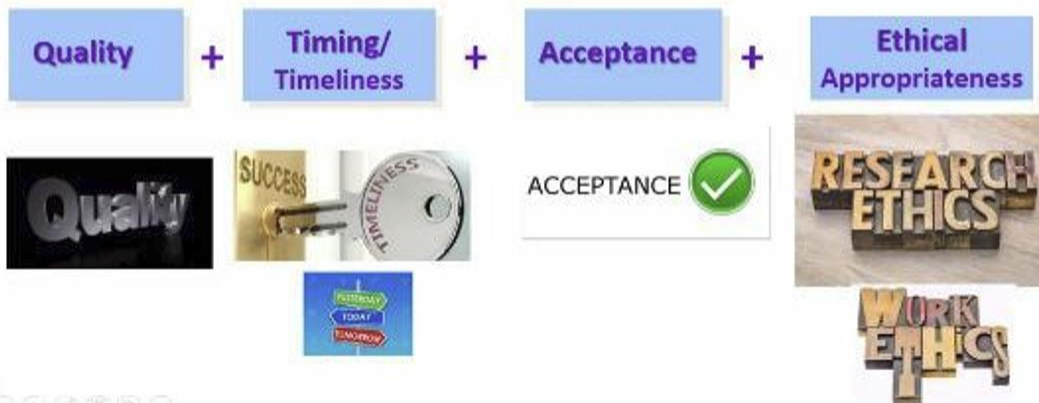 Quality
+
Timing/
Timeliness
+
Acceptance
+
Ethical
Appropriateness
Quality
SUCCESS
TIMELINESS
YESTERDAY
TODAY
TOMORROW
ACCEPTANCE
RESEARCH
ETHICS
WORK
ETHICS